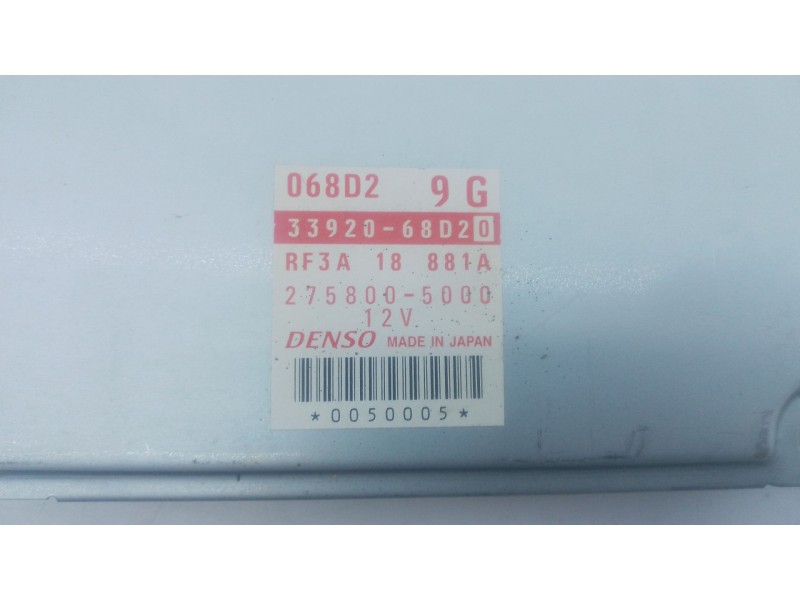 068D2 9G
33920-68D20
RF3A 18 881A
275800-5000
12V
DENSO MADE IN JAPAN
*0050005*